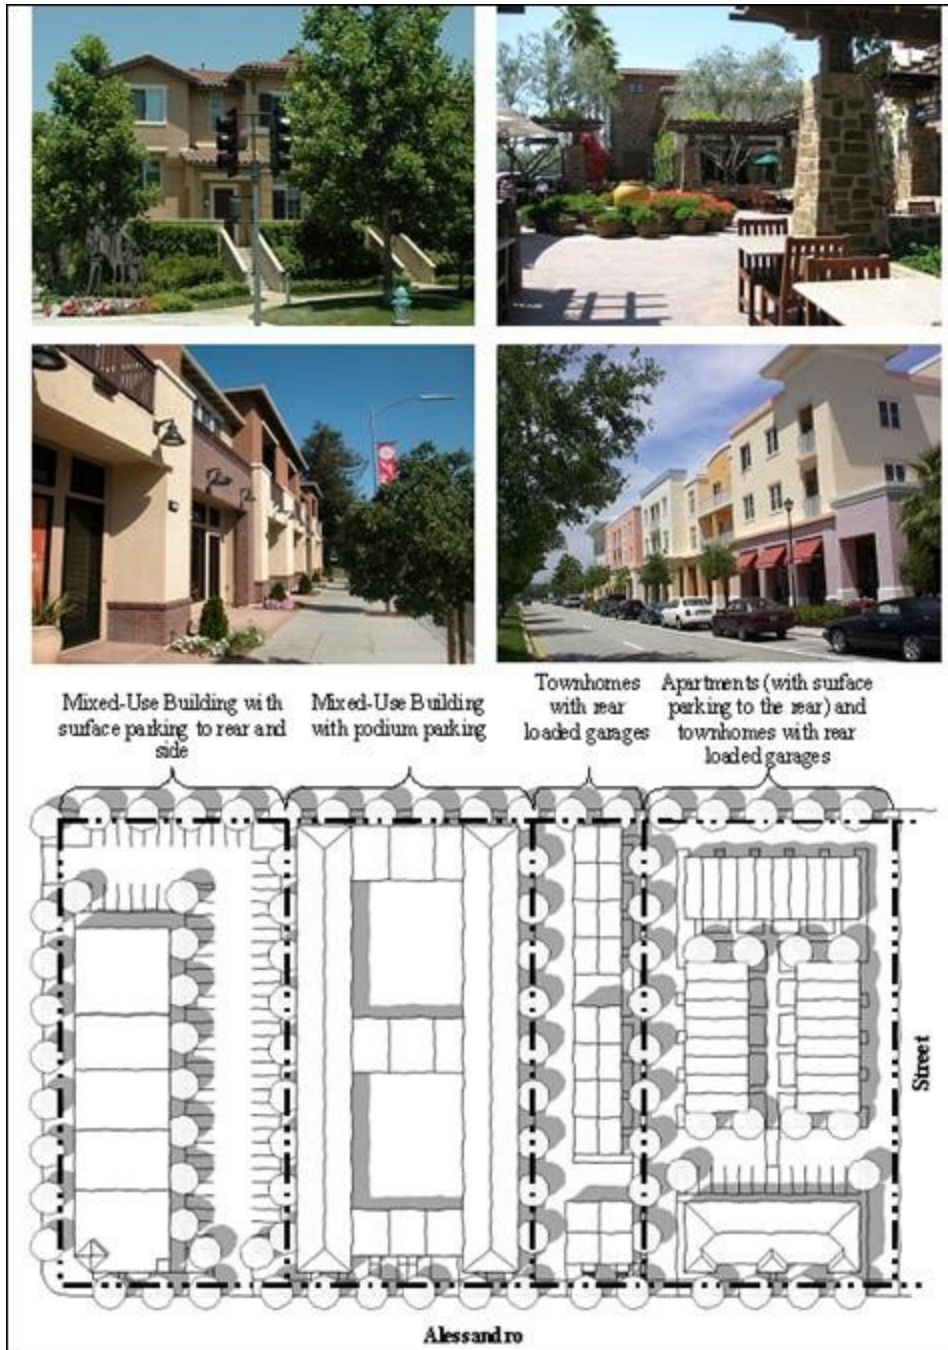 Mixed-Use Building with
surface parking to rear and
side
Mixed-Use Building
with podium parking
Townhomes
with rear
loaded garages
Apartments (with surface
parking to the rear) and
townhomes with rear
loaded garages
Street
Alessandro